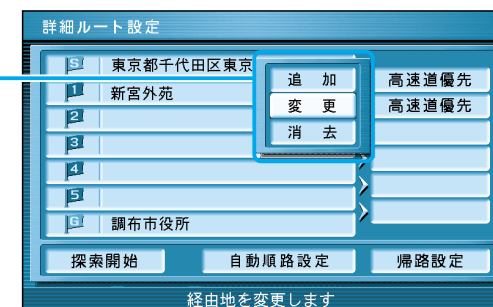 詳細ルート設定
S 東京都千代田区東京
追 加
高速道優先
1 新宮外苑
変 更
高速道優先
2
消 去
3
4
5
G 調布市役所
探索開始
自動順路設定
帰路設定
経由地を変更します